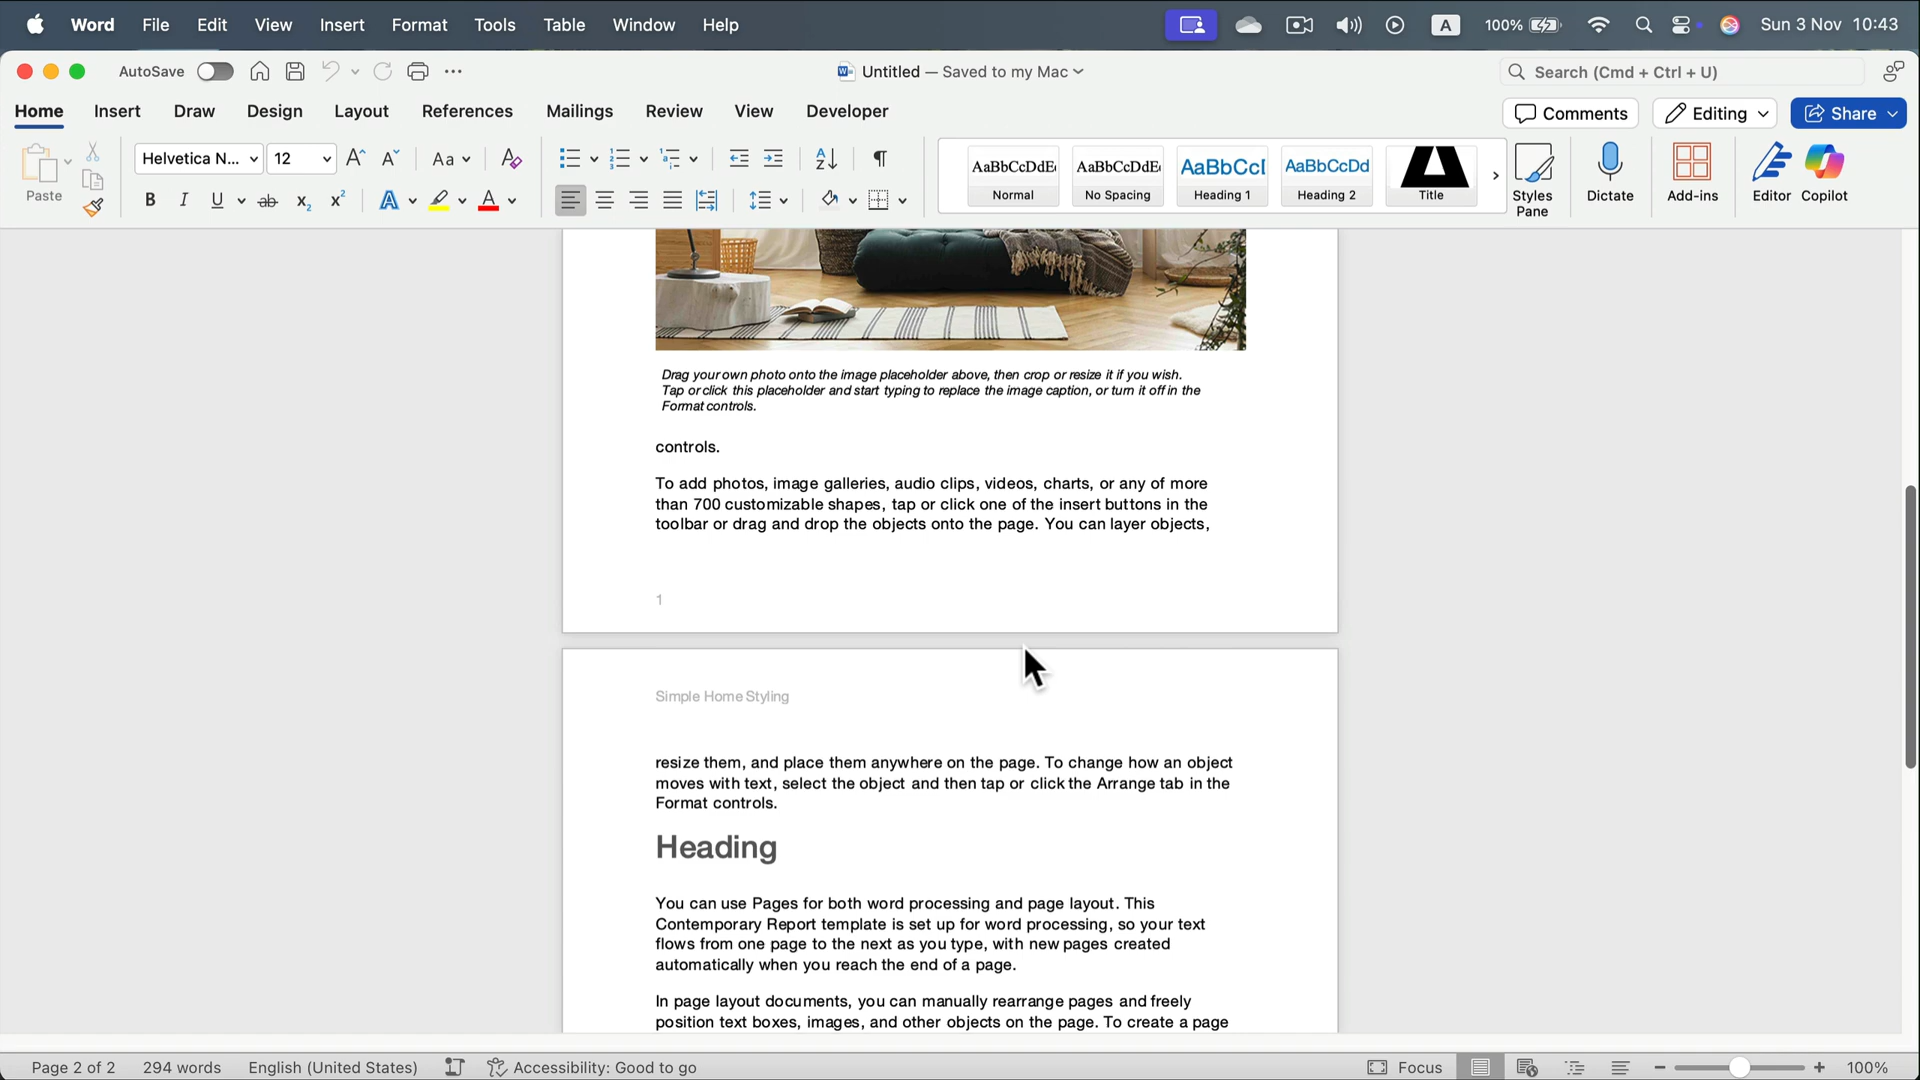 Word File Edit View Insert Format Tools Table Window Help A 100% Sun 3 Nov 10:43
AutoSave Untitled — Saved to my Mac Search (Cmd + Ctrl + U)
Home Insert Draw Design Layout References Mailings Review View Developer Comments Editing Share
Paste Helvetica N... 12 Aa
AaBbCcDdE AaBbCcDdE AaBbCcI AaBbCcDd A
Normal No Spacing Heading 1 Heading 2 Title
Styles Pane Dictate Add-ins Editor Copilot
Drag your own photo onto the image placeholder above, then crop or resize it if you wish.
Tap or click this placeholder and start typing to replace the image caption, or turn it off in the
Format controls.
controls.
To add photos, image galleries, audio clips, videos, charts, or any of more
than 700 customizable shapes, tap or click one of the insert buttons in the
toolbar or drag and drop the objects onto the page. You can layer objects,
1
Simple Home Styling
resize them, and place them anywhere on the page. To change how an object
moves with text, select the object and then tap or click the Arrange tab in the
Format controls.
Heading
You can use Pages for both word processing and page layout. This
Contemporary Report template is set up for word processing, so your text
flows from one page to the next as you type, with new pages created
automatically when you reach the end of a page.
In page layout documents, you can manually rearrange pages and freely
position text boxes, images, and other objects on the page. To create a page
Page 2 of 2 294 words English (United States) Accessibility: Good to go Focus 100%